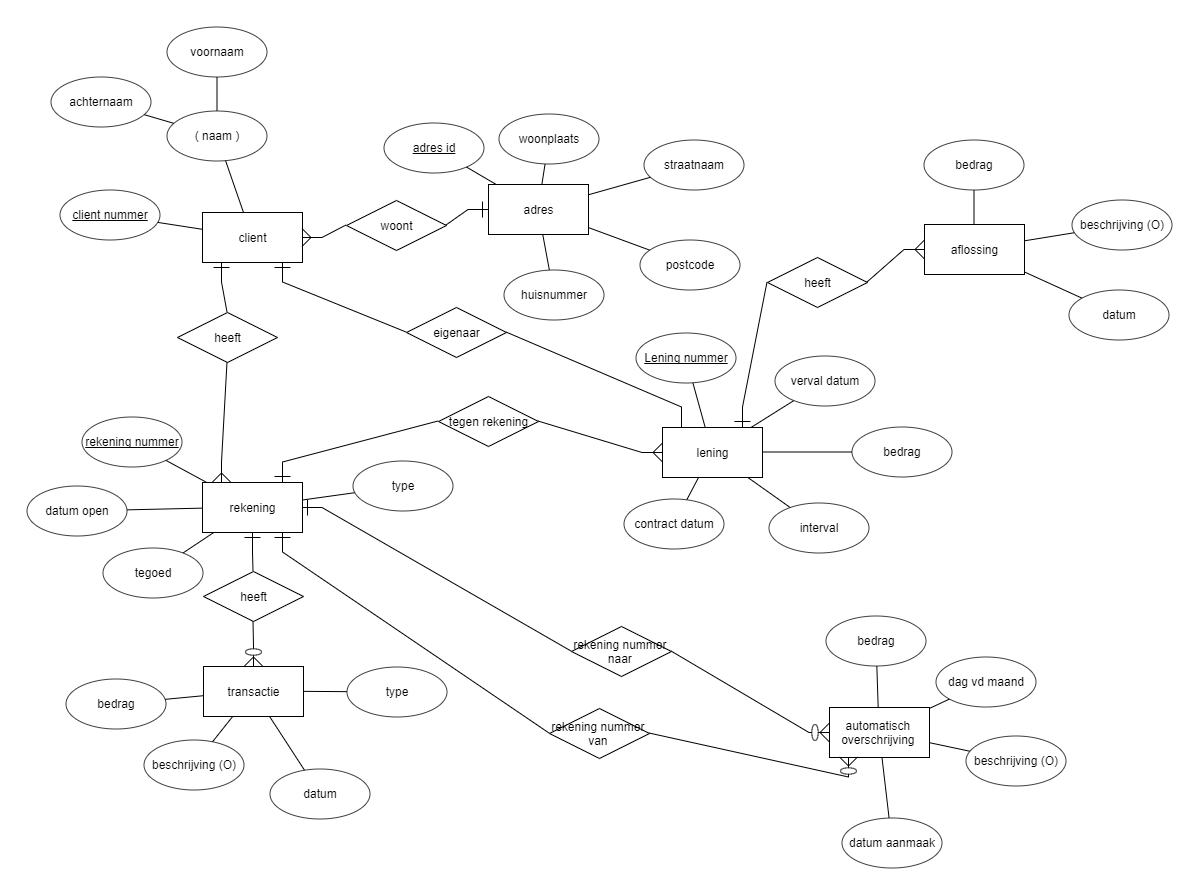 voornaam
achternaam
( naam )
client nummer
client
woont
adres id
woonplaats
straatnaam
adres
postcode
huisnummer
bedrag
beschrijving (O)
aflossing
datum
heeft
heeft
eigenaar
Lening nummer
verval datum
tegen rekening
lening
bedrag
contract datum
interval
rekening nummer
type
datum open
rekening
tegoed
heeft
rekening nummer
naar
bedrag
dag vd maand
transactie
type
bedrag
rekening nummer
van
automatisch
overschrijving
beschrijving (O)
beschrijving (O)
datum
datum aanmaak